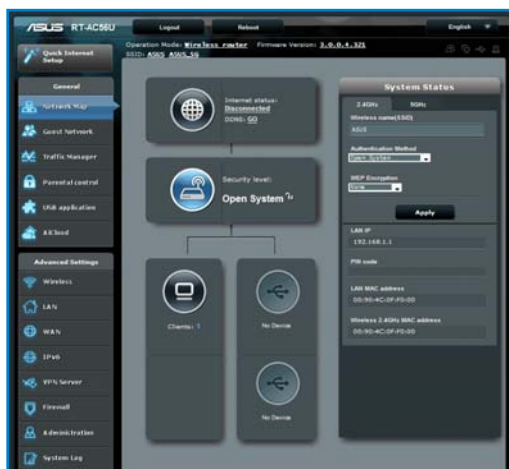 ASUS RT-AC56U
Logout
Reboot
English
Operation Mode: Wireless router Firmware Version: 3.0.0.4.321
SSID: ASUS ASUS_5G
Quick Internet
Setup
General
Network Map
Guest Network
Traffic Manager
Parental control
USB application
AiCloud
Advanced Settings
Wireless
LAN
WAN
IPv6
VPN Server
Firewall
Administration
System Log
Internet status:
Disconnected
DDNS: GO
Security level:
Open System
Clients:
No Device
No Device
System Status
2.4GHz
5GHz
Wireless name(SSID)
ASUS
Authentication Method
Open System
WEP Encryption
None
Apply
LAN IP
192.168.1.1
PIN code
LAN MAC address
Wireless 2.4GHz MAC address